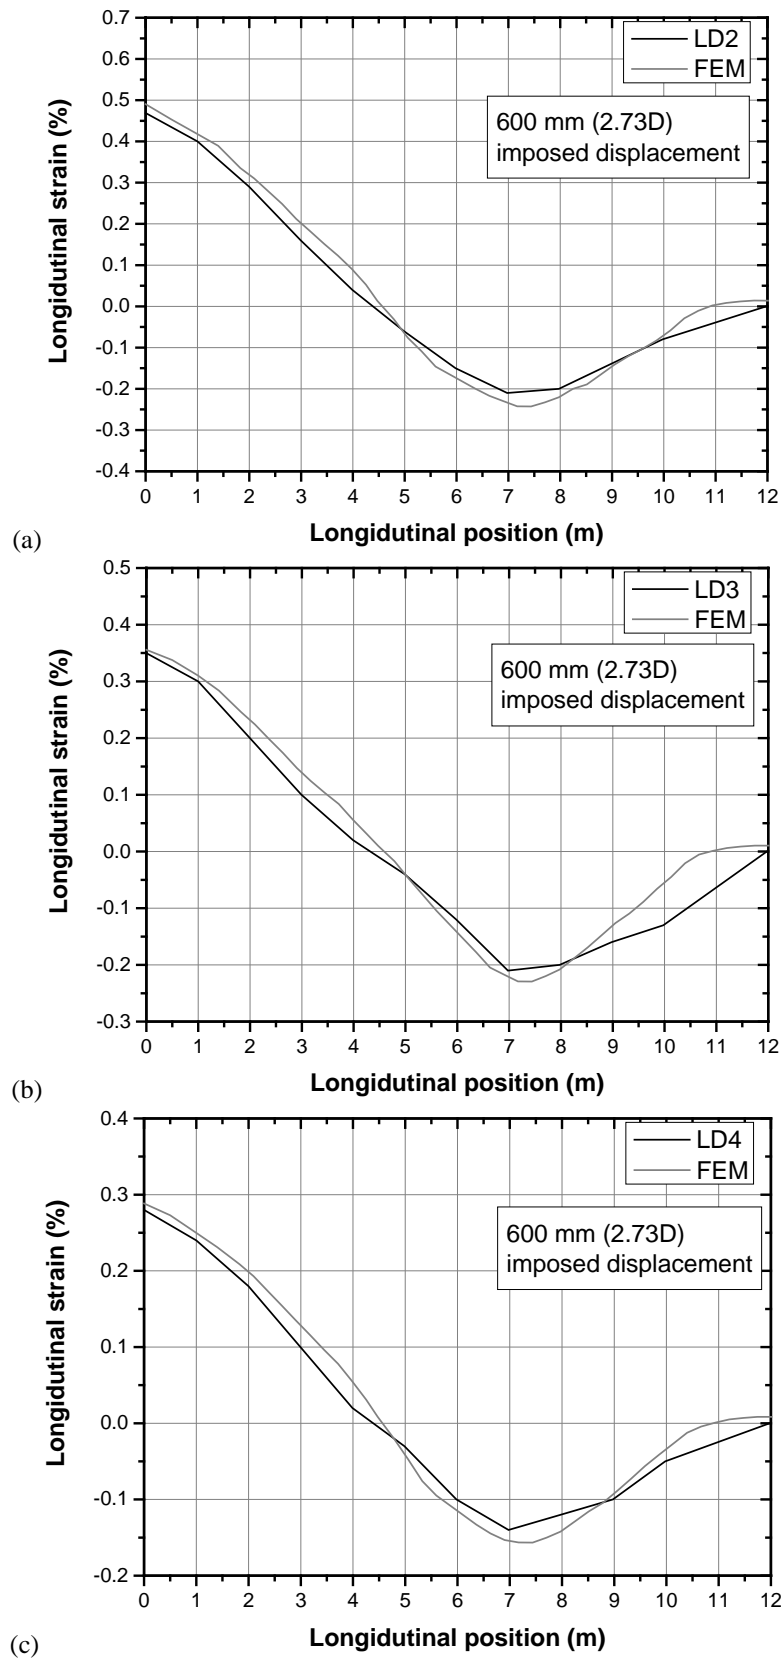 0.7
LD2
0.6
FEM
0.5
600 mm (2.73D)
0.4
imposed displacement
0.3
0.2
0.1
0.0
-0.1
-0.2
-0.3
-0.4
Longidutinal strain (%)
0 1 2 3 4 5 6 7 8 9 10 11 12
(a)
Longidutinal position (m)
0.5
LD3
FEM
0.4
600 mm (2.73D)
0.3
imposed displacement
0.2
0.1
0.0
-0.1
-0.2
-0.3
Longidutinal strain (%)
0 1 2 3 4 5 6 7 8 9 10 11 12
(b)
Longidutinal position (m)
0.4
LD4
FEM
0.3
600 mm (2.73D)
imposed displacement
0.2
0.1
0.0
-0.1
-0.2
Longidutinal strain (%)
0 1 2 3 4 5 6 7 8 9 10 11 12
(c)
Longidutinal position (m)